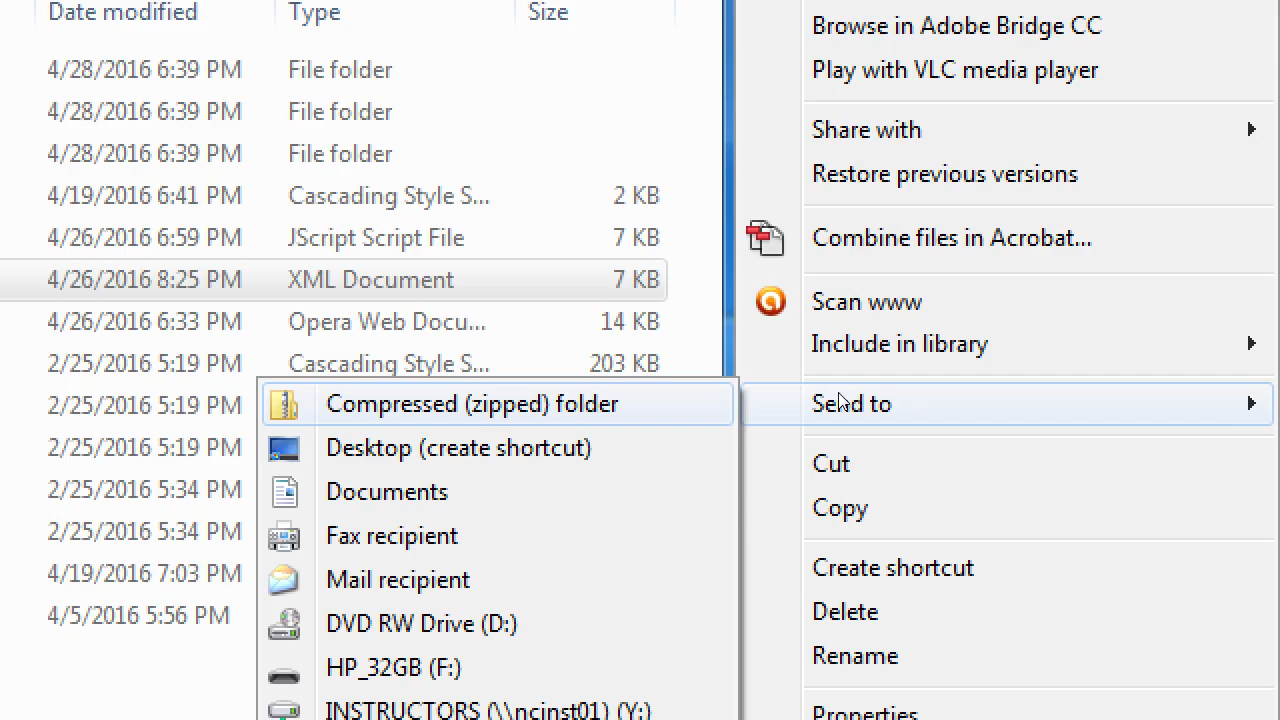 Date modified Type Size
4/28/2016 6:39 PM File folder
4/28/2016 6:39 PM File folder
4/28/2016 6:39 PM File folder
4/19/2016 6:41 PM Cascading Style S... 2 KB
4/26/2016 6:59 PM JScript Script File 7 KB
4/26/2016 8:25 PM XML Document 7 KB
4/26/2016 6:33 PM Opera Web Docu... 14 KB
2/25/2016 5:19 PM Cascading Style S... 203 KB
2/25/2016 5:19 PM
2/25/2016 5:19 PM
2/25/2016 5:34 PM
2/25/2016 5:34 PM
4/19/2016 7:03 PM
4/5/2016 5:56 PM
Compressed (zipped) folder
Desktop (create shortcut)
Documents
Fax recipient
Mail recipient
DVD RW Drive (D:)
HP_32GB (F:)
INSTRUCTORS (\\ncinst01) (Y:)
Browse in Adobe Bridge CC
Play with VLC media player
Share with
Restore previous versions
Combine files in Acrobat...
Scan www
Include in library
Send to
Cut
Copy
Create shortcut
Delete
Rename
Properties